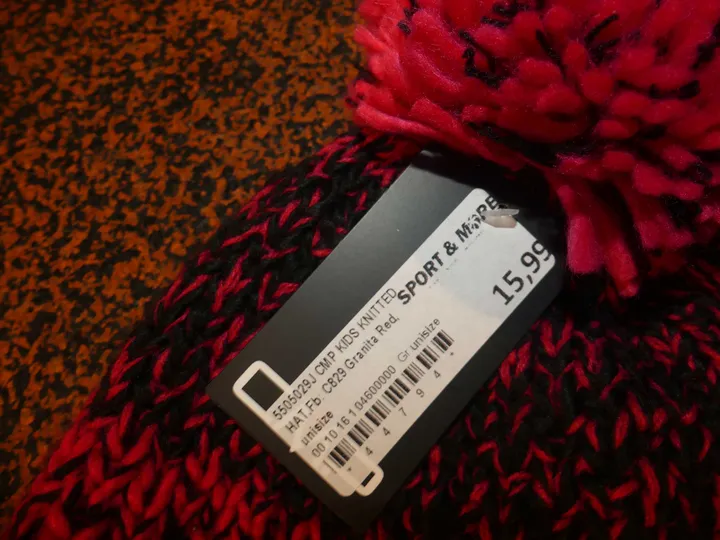 SPORT & MORE
15,99
5505029J CMP KIDS KNITTED
HAT,Fb. C829 Granita Red,
unisize
00 10 16 1 04600000 Gr unisize
4 4 7 9 4